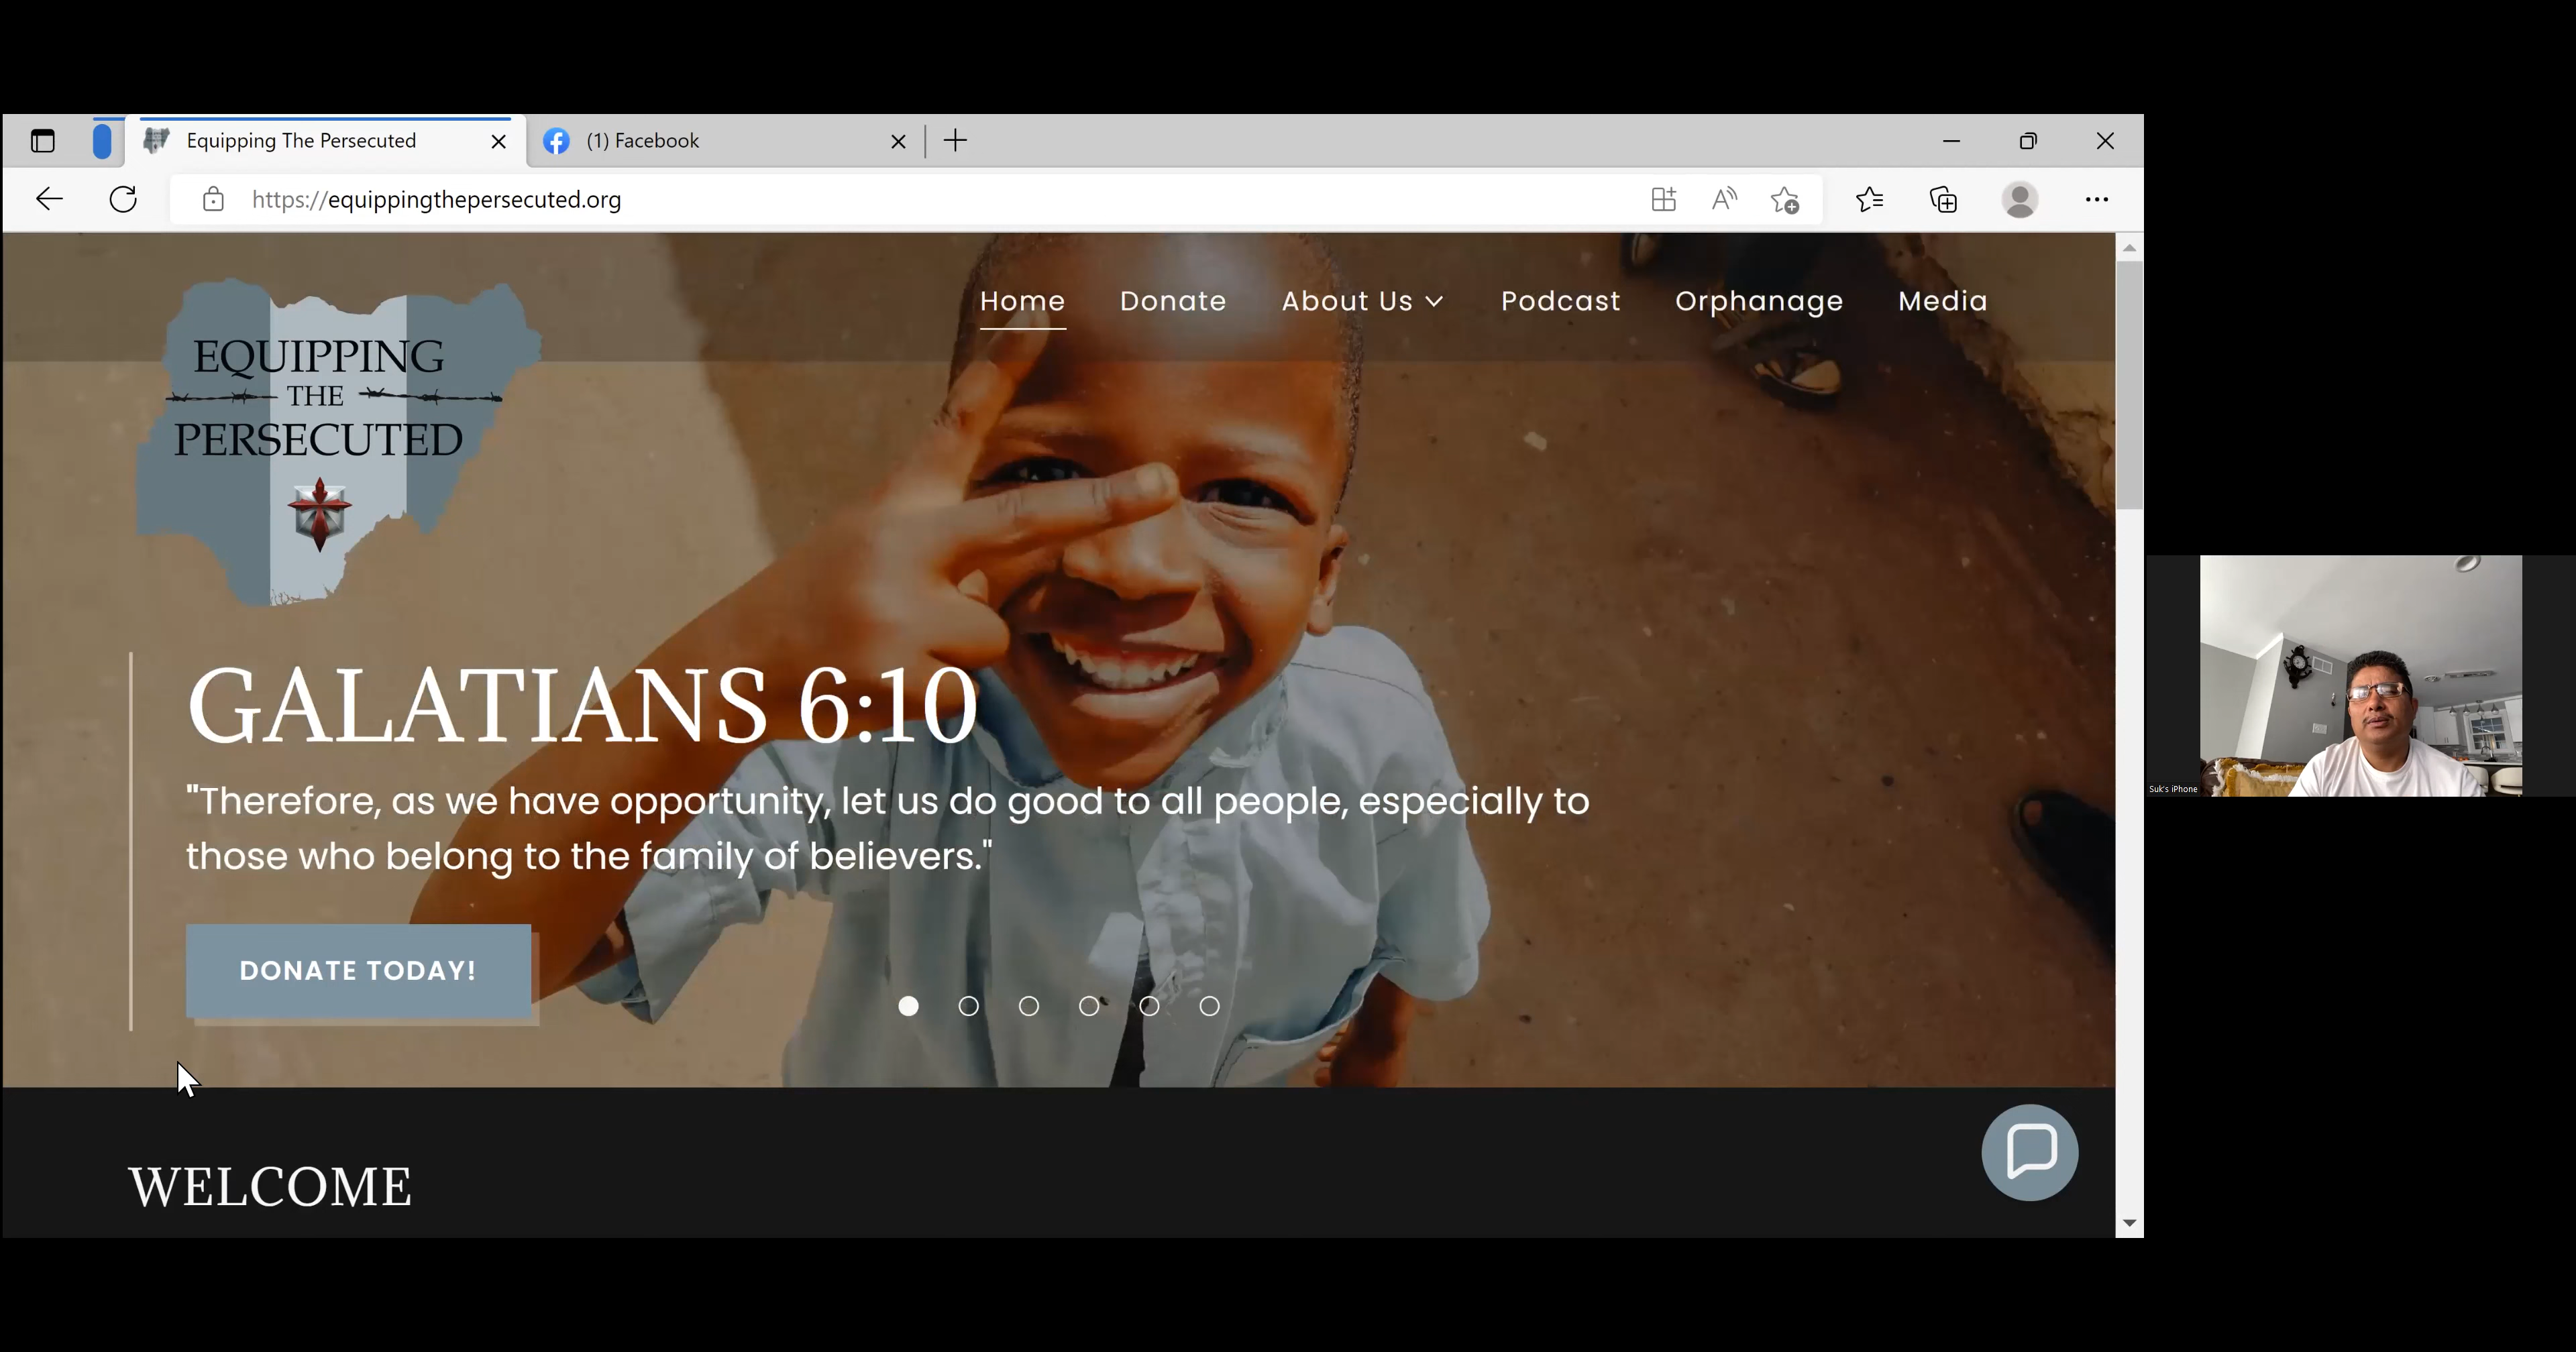 Equipping The Persecuted
(1) Facebook
https://equippingthepersecuted.org
Home Donate About Us Podcast Orphanage Media
EQUIPPING
THE
PERSECUTED
GALATIANS 6:10
"Therefore, as we have opportunity, let us do good to all people, especially to
those who belong to the family of believers."
DONATE TODAY!
WELCOME
Suk's iPhone